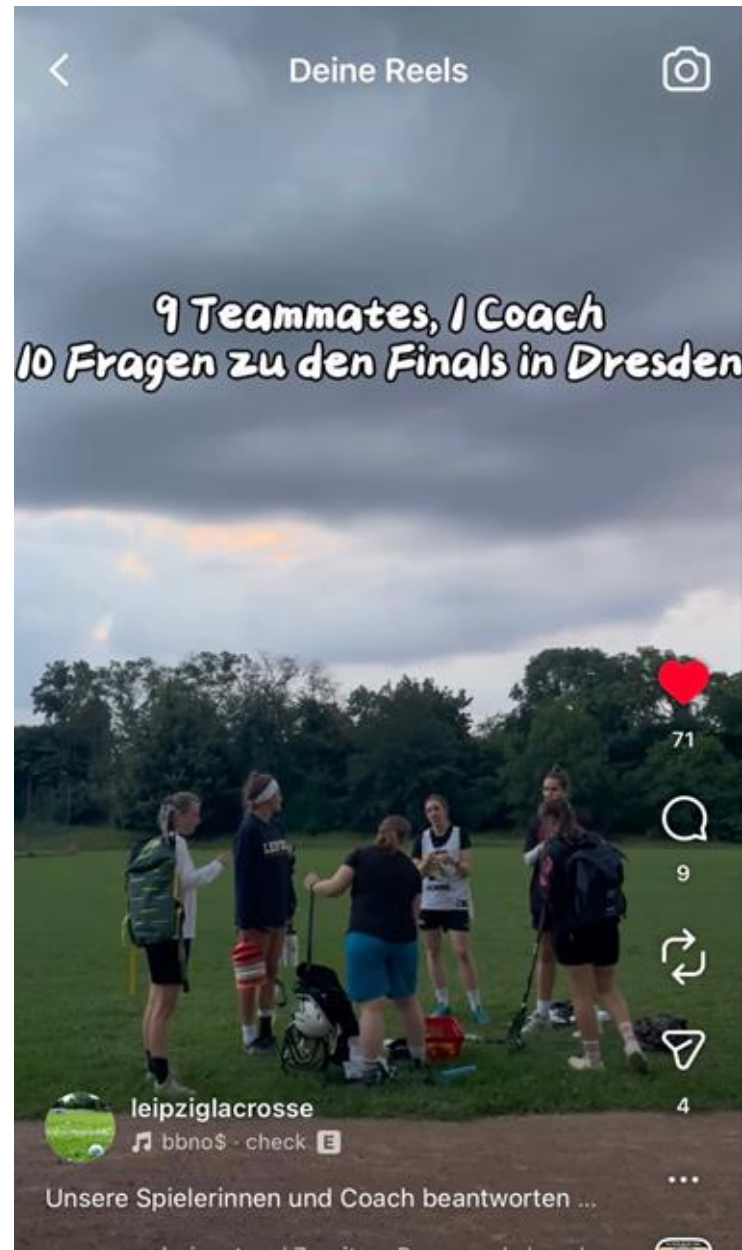 Deine Reels
9 Teammates, 1 Coach
10 Fragen zu den Finals in Dresden
71
9
4
leipziglacrosse
bbno$ · check E
Unsere Spielerinnen und Coach beantworten ...